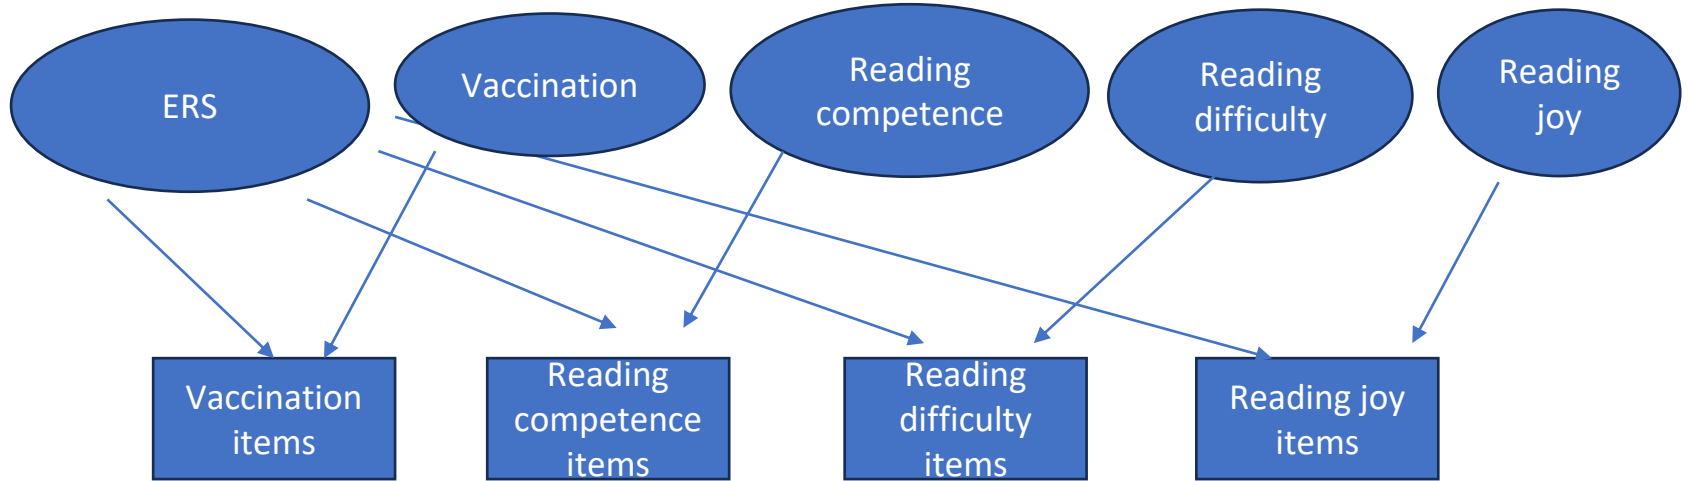 ERS
Vaccination
Reading
competence
Reading
difficulty
Reading
joy
Vaccination
items
Reading
competence
items
Reading
difficulty
items
Reading joy
items